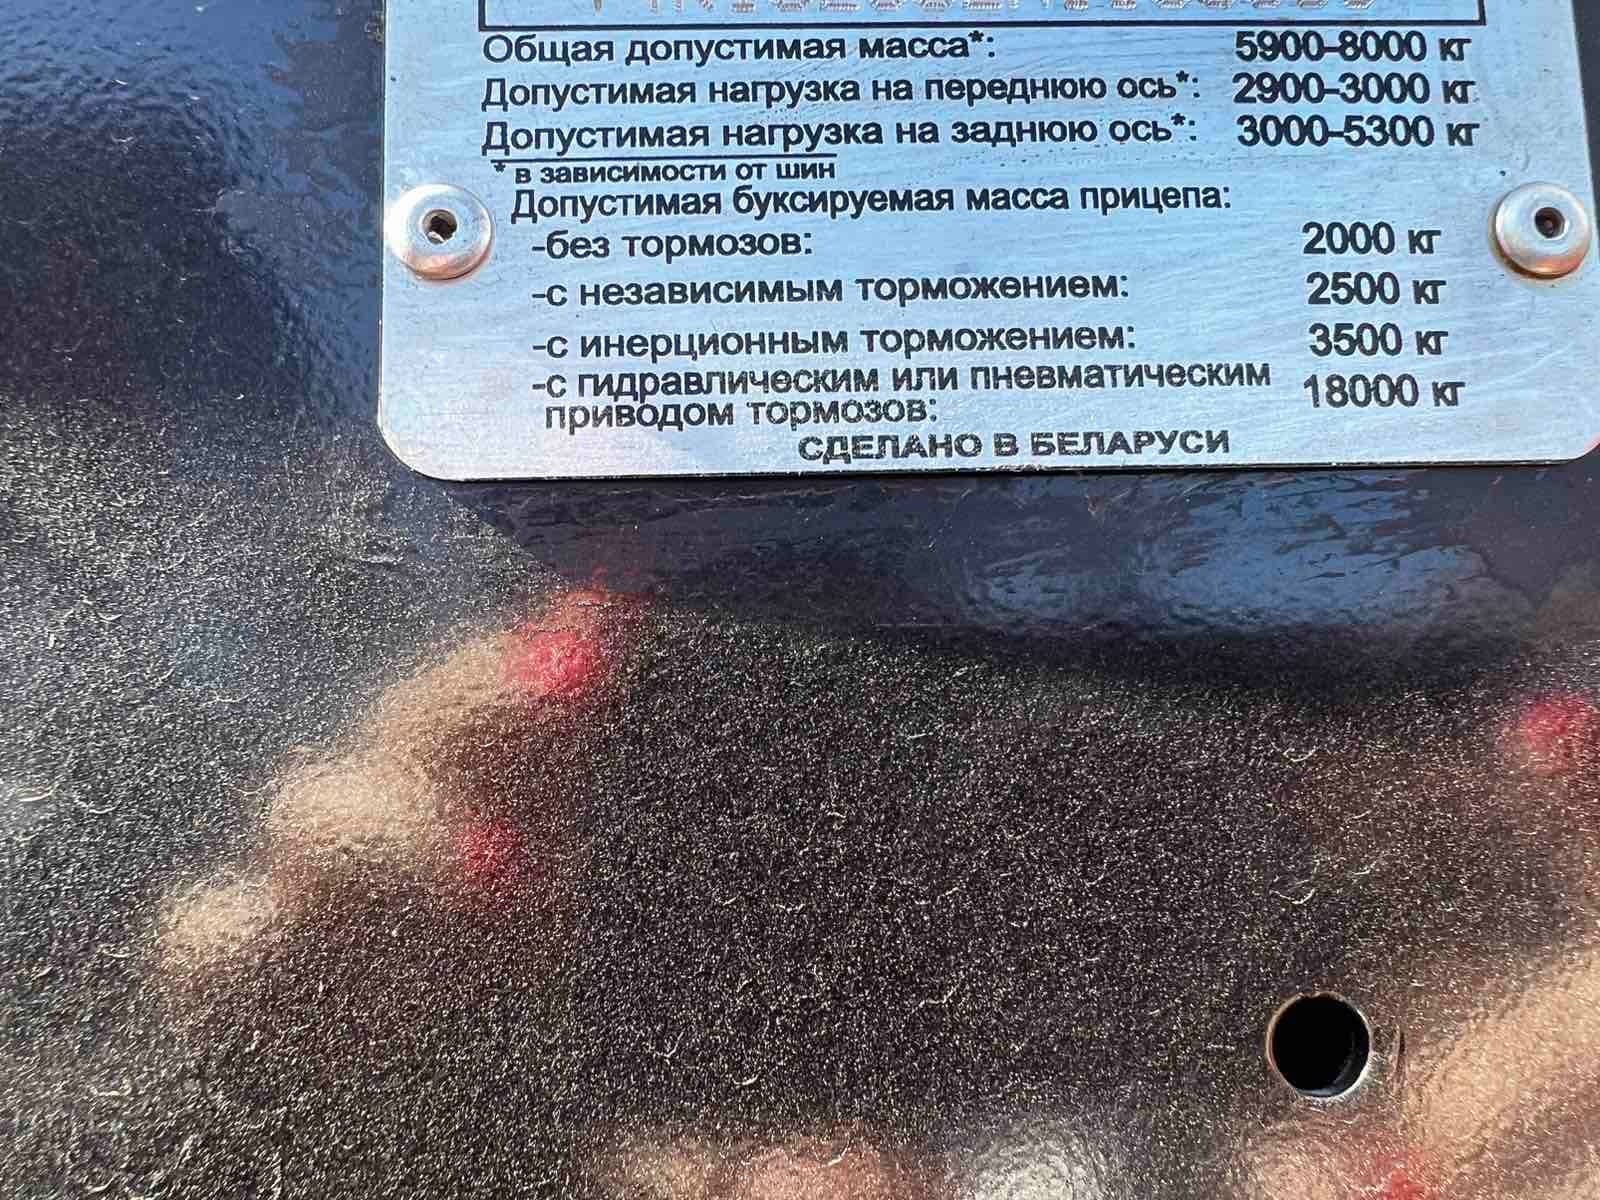 Общая допустимая масса*: 5900-8000 кг
Допустимая нагрузка на переднюю ось*: 2900-3000 кг
Допустимая нагрузка на заднюю ось*: 3000-5300 кг
* в зависимости от шин
Допустимая буксируемая масса прицепа:
-без тормозов: 2000 кг
-с независимым торможением: 2500 кг
-с инерционным торможением: 3500 кг
-с гидравлическим или пневматическим 18000 кг
приводом тормозов:
СДЕЛАНО В БЕЛАРУСИ